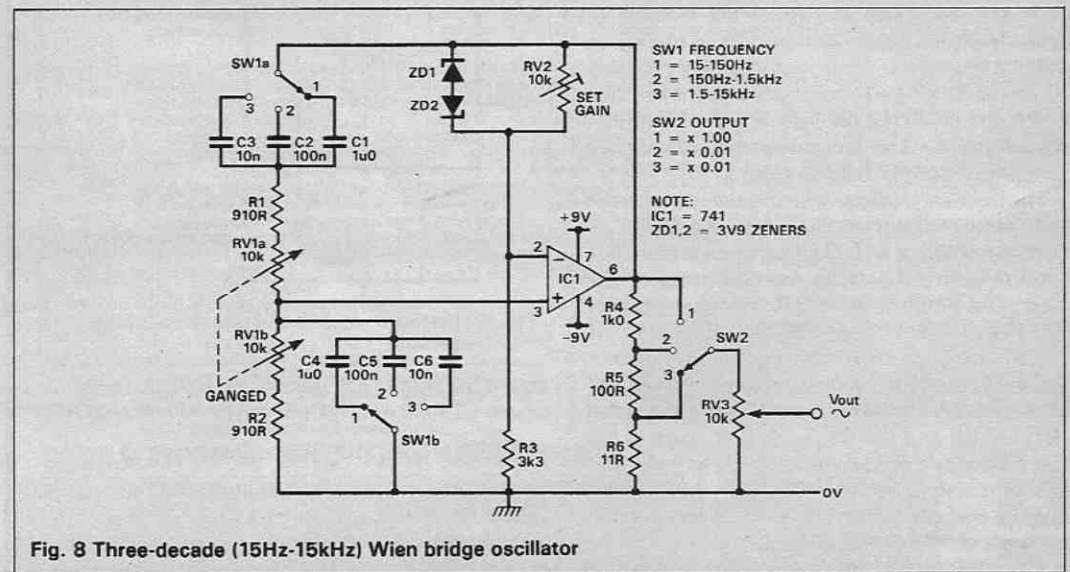 SW1a
1
2
3
C3
10n
C2
100n
C1
1u0
R1
910R
RV1a
10k
RV1b
10k
GANGED
R2
910R
C4
1u0
C5
100n
C6
10n
1
2
3
SW1b
ZD1
ZD2
RV2
10k
SET
GAIN
+9V
2
7
IC1
6
3
4
-9V
R3
3k3
R4
1k0
R5
100R
R6
11R
1
2
3
SW2
RV3
10k
Vout
0V
SW1 FREQUENCY
1 = 15-150Hz
2 = 150Hz-1.5kHz
3 = 1.5-15kHz
SW2 OUTPUT
1 = x 1.00
2 = x 0.01
3 = x 0.01
NOTE:
IC1 = 741
ZD1,2 = 3V9 ZENERS
Fig. 8 Three-decade (15Hz-15kHz) Wien bridge oscillator